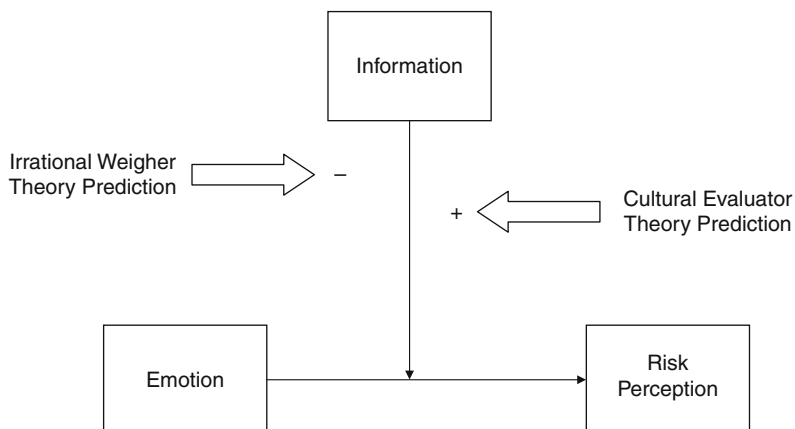 Information
Irrational Weigher
Theory Prediction
–
+
Cultural Evaluator
Theory Prediction
Emotion
Risk
Perception